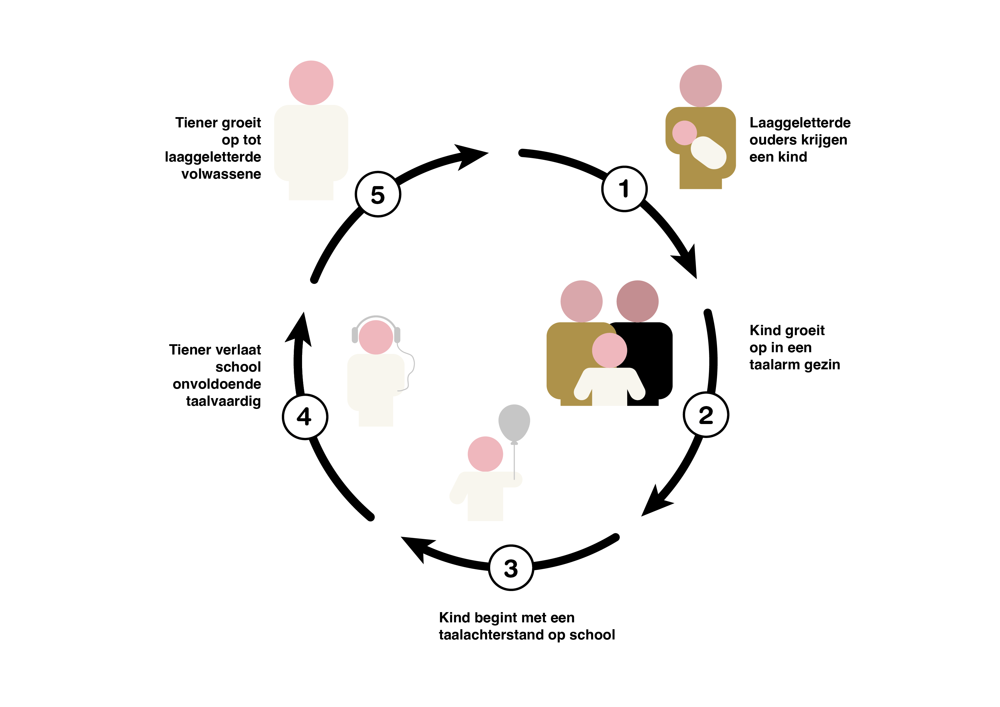 1
Laaggeletterde
ouders krijgen
een kind
2
Kind groeit
op in een
taalarm gezin
3
Kind begint met een
taalachterstand op school
4
Tiener verlaat
school
onvoldoende
taalvaardig
5
Tiener groeit
op tot
laaggeletterde
volwassene